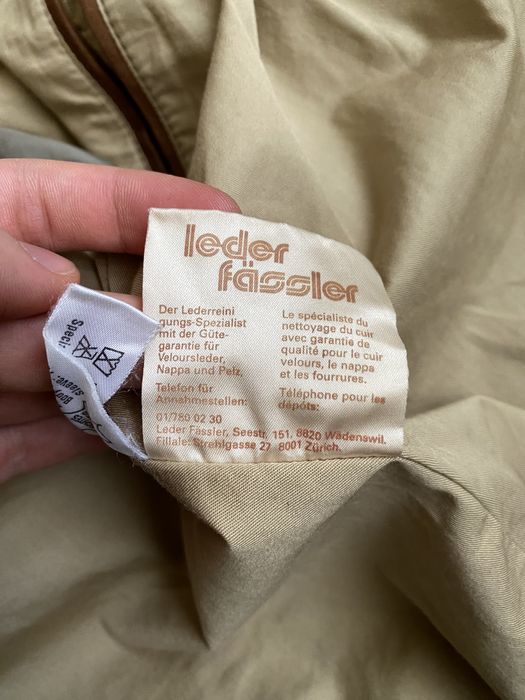 leder
fässler
Der Lederreini
gungs-Spezialist
mit der Güte-
garantie für
Veloursleder,
Nappa und Pelz.
Telefon für
Annahmestellen:
Le spécialiste du
nettoyage du cuir
avec garantie de
qualité pour le cuir
velours, le nappa
et les fourrures.
Téléphone pour les
dépôts:
01/780 02 30
Leder Fässler, Seestr. 151, 8820 Wädenswil.
Filiale: Strehlgasse 27 8001 Zürich.
Speci